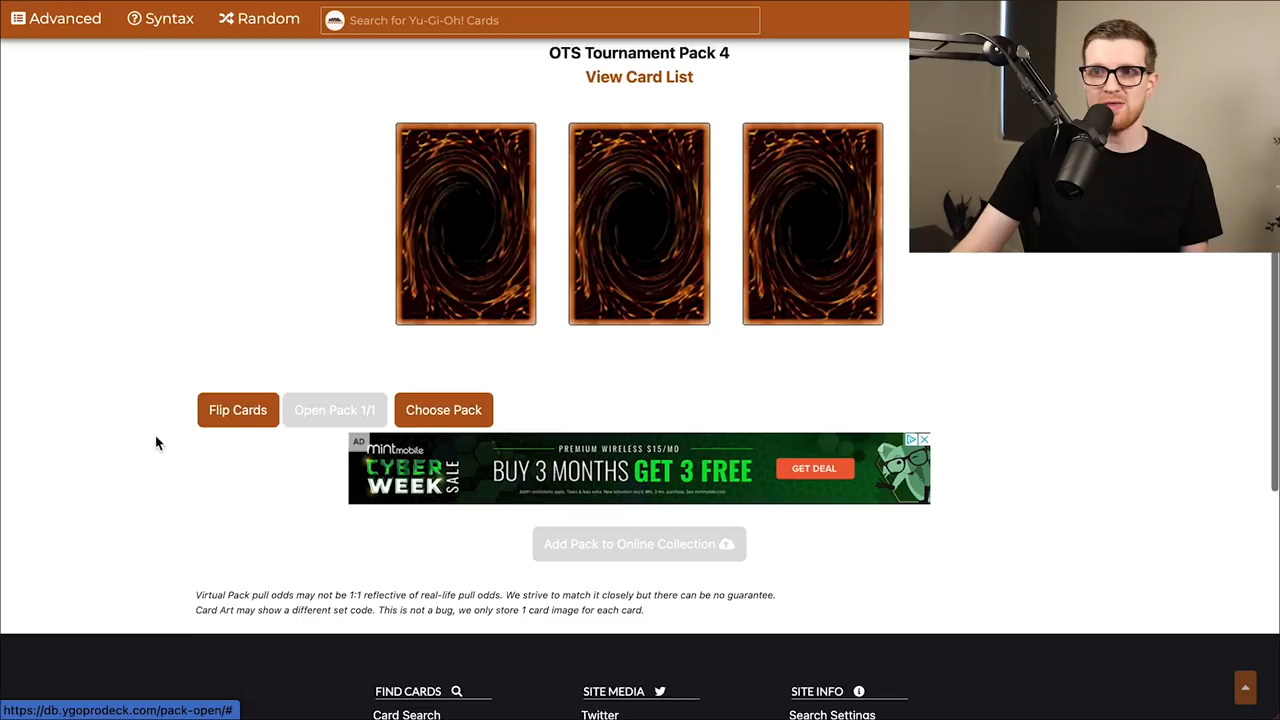 Advanced
Syntax
Random
Search for Yu-Gi-Oh! Cards
OTS Tournament Pack 4
View Card List
Flip Cards
Open Pack 1/1
Choose Pack
AD
mint mobile
CYBER
WEEK
SALE
PREMIUM WIRELESS $15/MO
BUY 3 MONTHS GET 3 FREE
GET DEAL
Add Pack to Online Collection
Virtual Pack pull odds may not be 1:1 reflective of real-life pull odds. We strive to match it closely but there can be no guarantee.
Card Art may show a different set code. This is not a bug, we only store 1 card image for each card.
FIND CARDS
SITE MEDIA
SITE INFO
Card Search
Twitter
Search Settings
https://db.ygoprodeck.com/pack-open/#